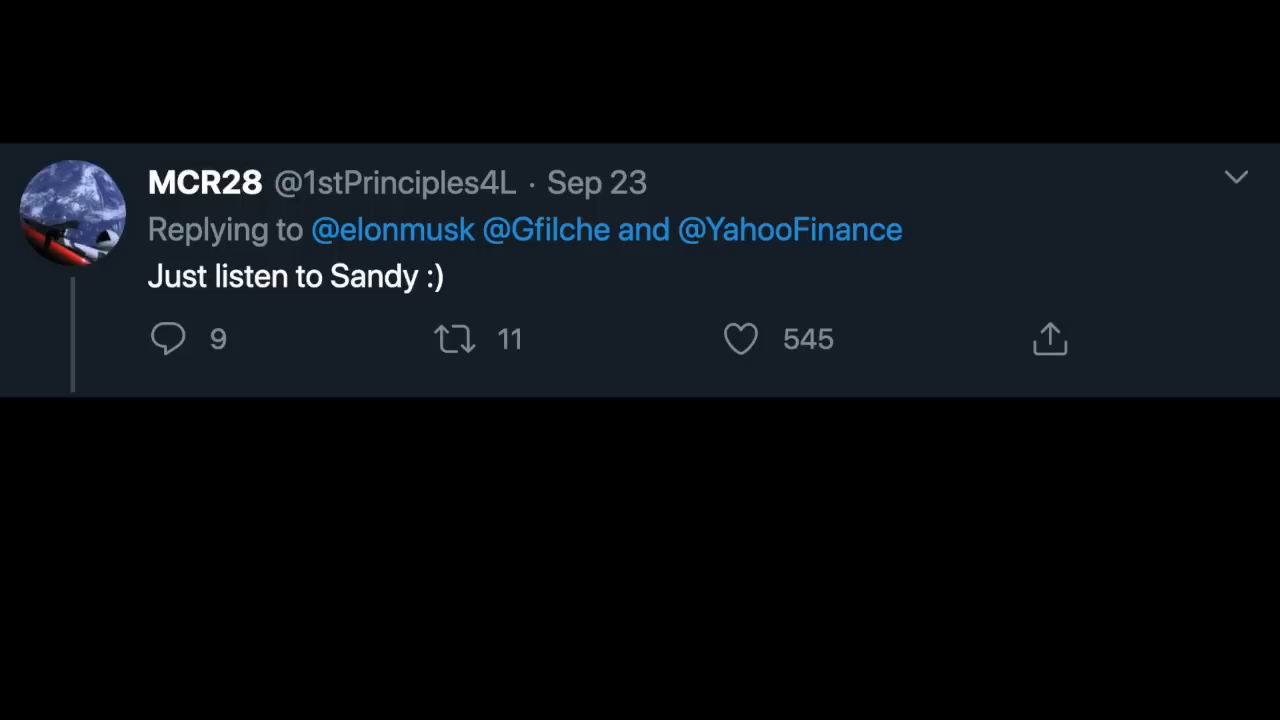 MCR28 @1stPrinciples4L · Sep 23
Replying to @elonmusk @Gfilche and @YahooFinance
Just listen to Sandy :)
9 11 545